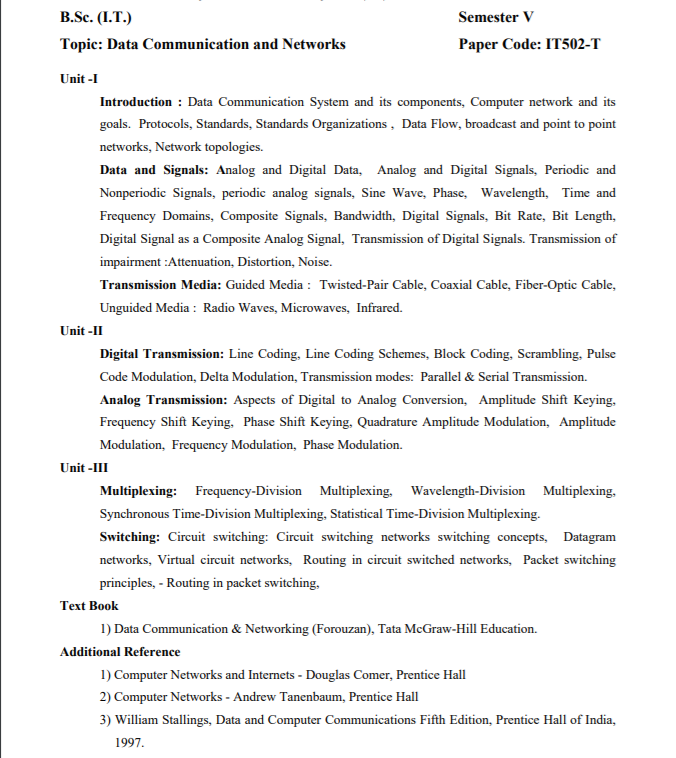 B.Sc. (I.T.) Semester V
Topic: Data Communication and Networks Paper Code: IT502-T
Unit -I
Introduction : Data Communication System and its components, Computer network and its
goals. Protocols, Standards, Standards Organizations , Data Flow, broadcast and point to point
networks, Network topologies.
Data and Signals: Analog and Digital Data, Analog and Digital Signals, Periodic and
Nonperiodic Signals, periodic analog signals, Sine Wave, Phase, Wavelength, Time and
Frequency Domains, Composite Signals, Bandwidth, Digital Signals, Bit Rate, Bit Length,
Digital Signal as a Composite Analog Signal, Transmission of Digital Signals. Transmission of
impairment :Attenuation, Distortion, Noise.
Transmission Media: Guided Media : Twisted-Pair Cable, Coaxial Cable, Fiber-Optic Cable,
Unguided Media : Radio Waves, Microwaves, Infrared.
Unit -II
Digital Transmission: Line Coding, Line Coding Schemes, Block Coding, Scrambling, Pulse
Code Modulation, Delta Modulation, Transmission modes: Parallel & Serial Transmission.
Analog Transmission: Aspects of Digital to Analog Conversion, Amplitude Shift Keying,
Frequency Shift Keying, Phase Shift Keying, Quadrature Amplitude Modulation, Amplitude
Modulation, Frequency Modulation, Phase Modulation.
Unit -III
Multiplexing: Frequency-Division Multiplexing, Wavelength-Division Multiplexing,
Synchronous Time-Division Multiplexing, Statistical Time-Division Multiplexing.
Switching: Circuit switching: Circuit switching networks switching concepts, Datagram
networks, Virtual circuit networks, Routing in circuit switched networks, Packet switching
principles, - Routing in packet switching,
Text Book
1) Data Communication & Networking (Forouzan), Tata McGraw-Hill Education.
Additional Reference
1) Computer Networks and Internets - Douglas Comer, Prentice Hall
2) Computer Networks - Andrew Tanenbaum, Prentice Hall
3) William Stallings, Data and Computer Communications Fifth Edition, Prentice Hall of India,
1997.